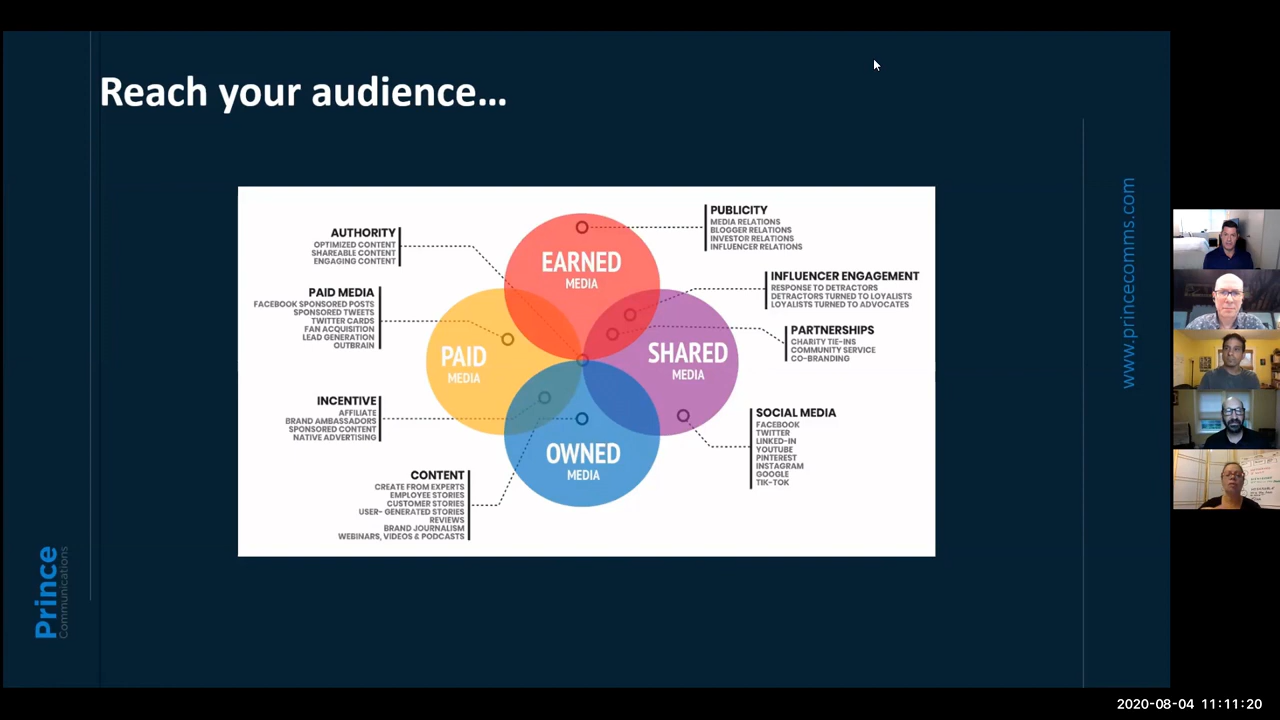 Reach your audience...
AUTHORITY
OPTIMIZED CONTENT
SHAREABLE CONTENT
ENGAGING CONTENT
PAID MEDIA
FACEBOOK SPONSORED POSTS
SPONSORED TWEETS
TWITTER CARDS
FAN ACQUISITION
LEAD GENERATION
OUTBRAIN
INCENTIVE
AFFILIATE
BRAND AMBASSADORS
SPONSORED CONTENT
NATIVE ADVERTISING
CONTENT
CREATE FROM EXPERTS
EMPLOYEE STORIES
CUSTOMER STORIES
USER- GENERATED STORIES
REVIEWS
BRAND JOURNALISM
WEBINARS, VIDEOS & PODCASTS
EARNED
MEDIA
PAID
MEDIA
SHARED
MEDIA
OWNED
MEDIA
PUBLICITY
MEDIA RELATIONS
BLOGGER RELATIONS
INVESTOR RELATIONS
INFLUENCER RELATIONS
INFLUENCER ENGAGEMENT
RESPONSE TO DETRACTORS
DETRACTORS TURNED TO LOYALISTS
LOYALISTS TURNED TO ADVOCATES
PARTNERSHIPS
CHARITY TIE-INS
COMMUNITY SERVICE
CO-BRANDING
SOCIAL MEDIA
FACEBOOK
TWITTER
LINKED-IN
YOUTUBE
PINTEREST
INSTAGRAM
GOOGLE
TIK-TOK
www.princecomms.com
Prince
Communications
2020-08-04 11:11:20